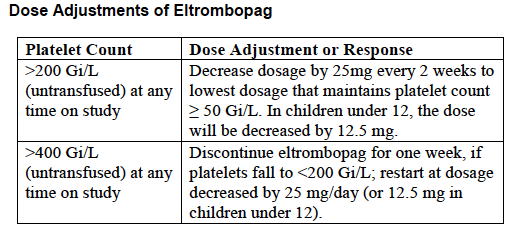 Dose Adjustments of Eltrombopag
Platelet Count
Dose Adjustment or Response
>200 Gi/L
(untransfused) at any
time on study
Decrease dosage by 25mg every 2 weeks to
lowest dosage that maintains platelet count
≥ 50 Gi/L. In children under 12, the dose
will be decreased by 12.5 mg.
>400 Gi/L
(untransfused) at any
time on study
Discontinue eltrombopag for one week, if
platelets fall to <200 Gi/L; restart at dosage
decreased by 25 mg/day (or 12.5 mg in
children under 12).